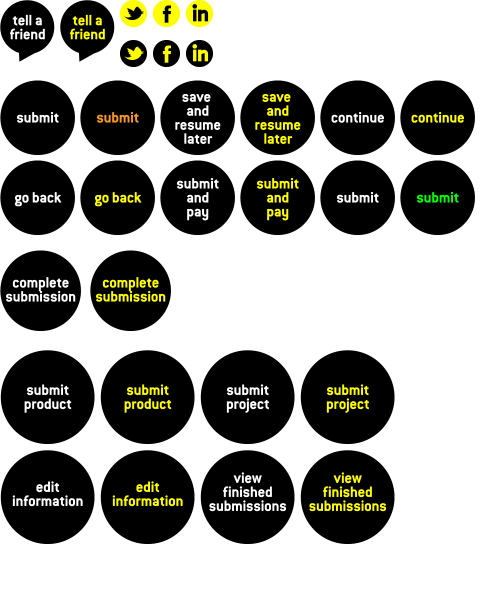 tell a
friend
tell a
friend
f
in
f
in
submit
submit
save
and
resume
later
save
and
resume
later
continue
continue
go back
go back
submit
and
pay
submit
and
pay
submit
submit
complete
submission
complete
submission
submit
product
submit
product
submit
project
submit
project
edit
information
edit
information
view
finished
submissions
view
finished
submissions